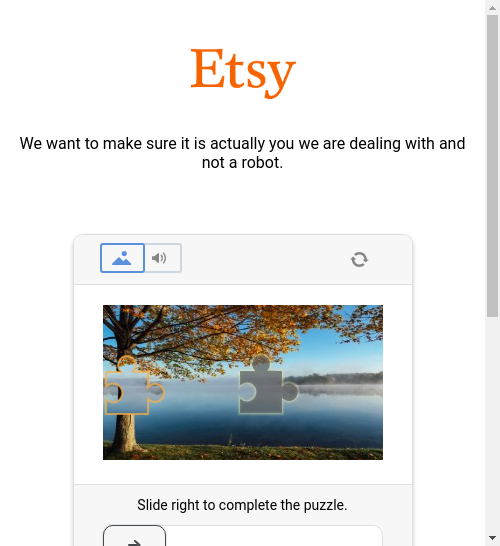 Etsy
We want to make sure it is actually you we are dealing with and
not a robot.
Slide right to complete the puzzle.